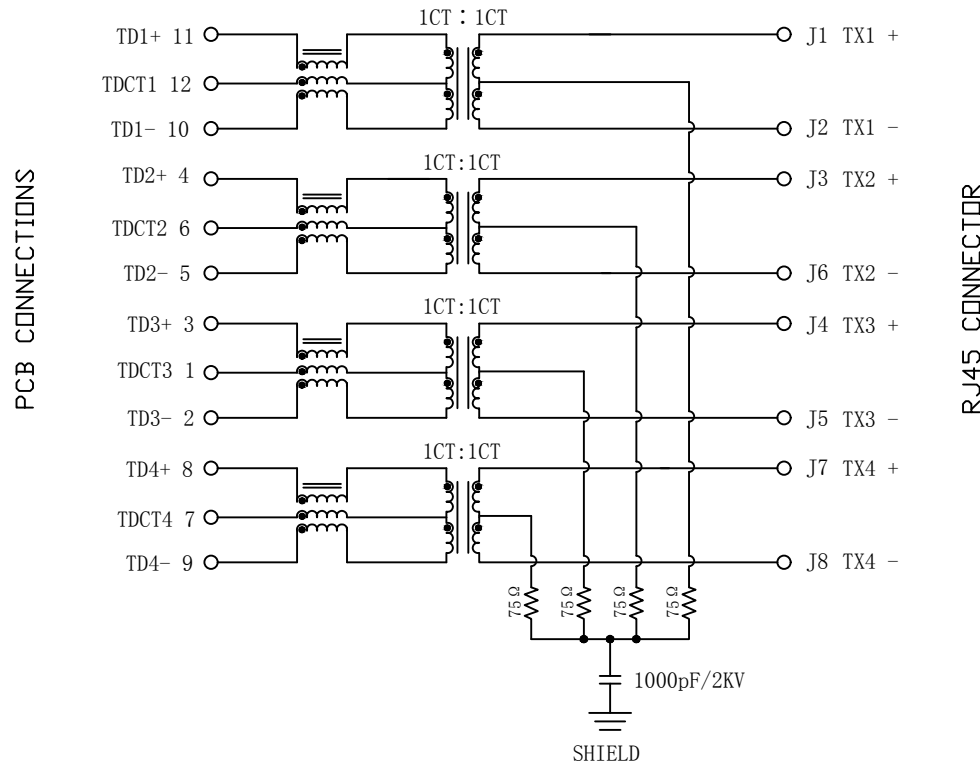 1CT : 1CT
TD1+ 11
J1 TX1 +
TDCT1 12
TD1- 10
J2 TX1 -
1CT:1CT
TD2+ 4
J3 TX2 +
TDCT2 6
TD2- 5
J6 TX2 -
1CT:1CT
TD3+ 3
J4 TX3 +
TDCT3 1
TD3- 2
J5 TX3 -
1CT:1CT
TD4+ 8
J7 TX4 +
TDCT4 7
TD4- 9
J8 TX4 -
PCB CONNECTIONS
RJ45 CONNECTOR
75Ω
75Ω
75Ω
75Ω
1000pF/2KV
SHIELD